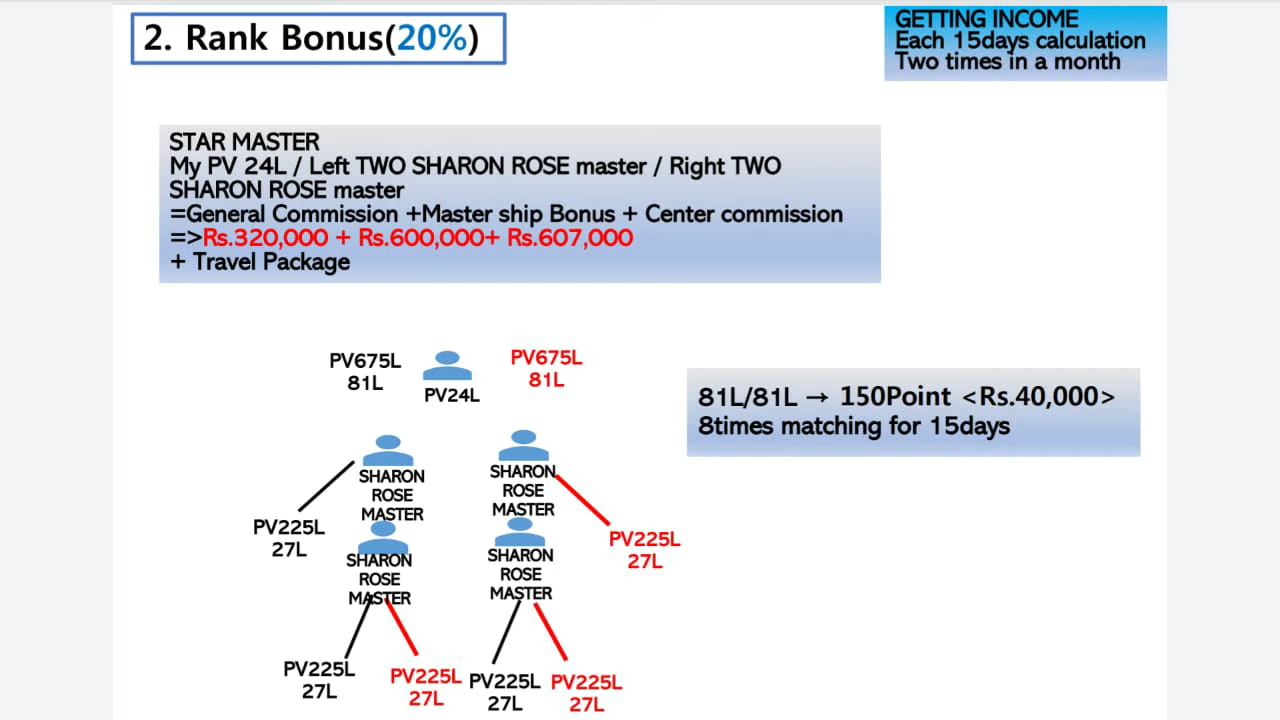 2. Rank Bonus(20%)
GETTING INCOME
Each 15days calculation
Two times in a month
STAR MASTER
My PV 24L / Left TWO SHARON ROSE master / Right TWO
SHARON ROSE master
=General Commission +Master ship Bonus + Center commission
=>Rs.320,000 + Rs.600,000+ Rs.607,000
+ Travel Package
PV675L
81L
PV24L
PV675L
81L
81L/81L → 150Point <Rs.40,000>
8times matching for 15days
SHARON
ROSE
MASTER
SHARON
ROSE
MASTER
PV225L
27L
PV225L
27L
SHARON
ROSE
MASTER
SHARON
ROSE
MASTER
PV225L
27L
PV225L
27L
PV225L
27L
PV225L
27L